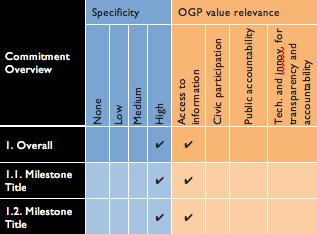 Specificity OGP value relevance
Commitment
Overview
None
Low
Medium
High
Access to
information
Civic participation
Public accountability
Tech. and innov. for
transparency and
accountability
1. Overall ✔ ✔
1.1. Milestone
Title ✔ ✔
1.2. Milestone
Title ✔ ✔